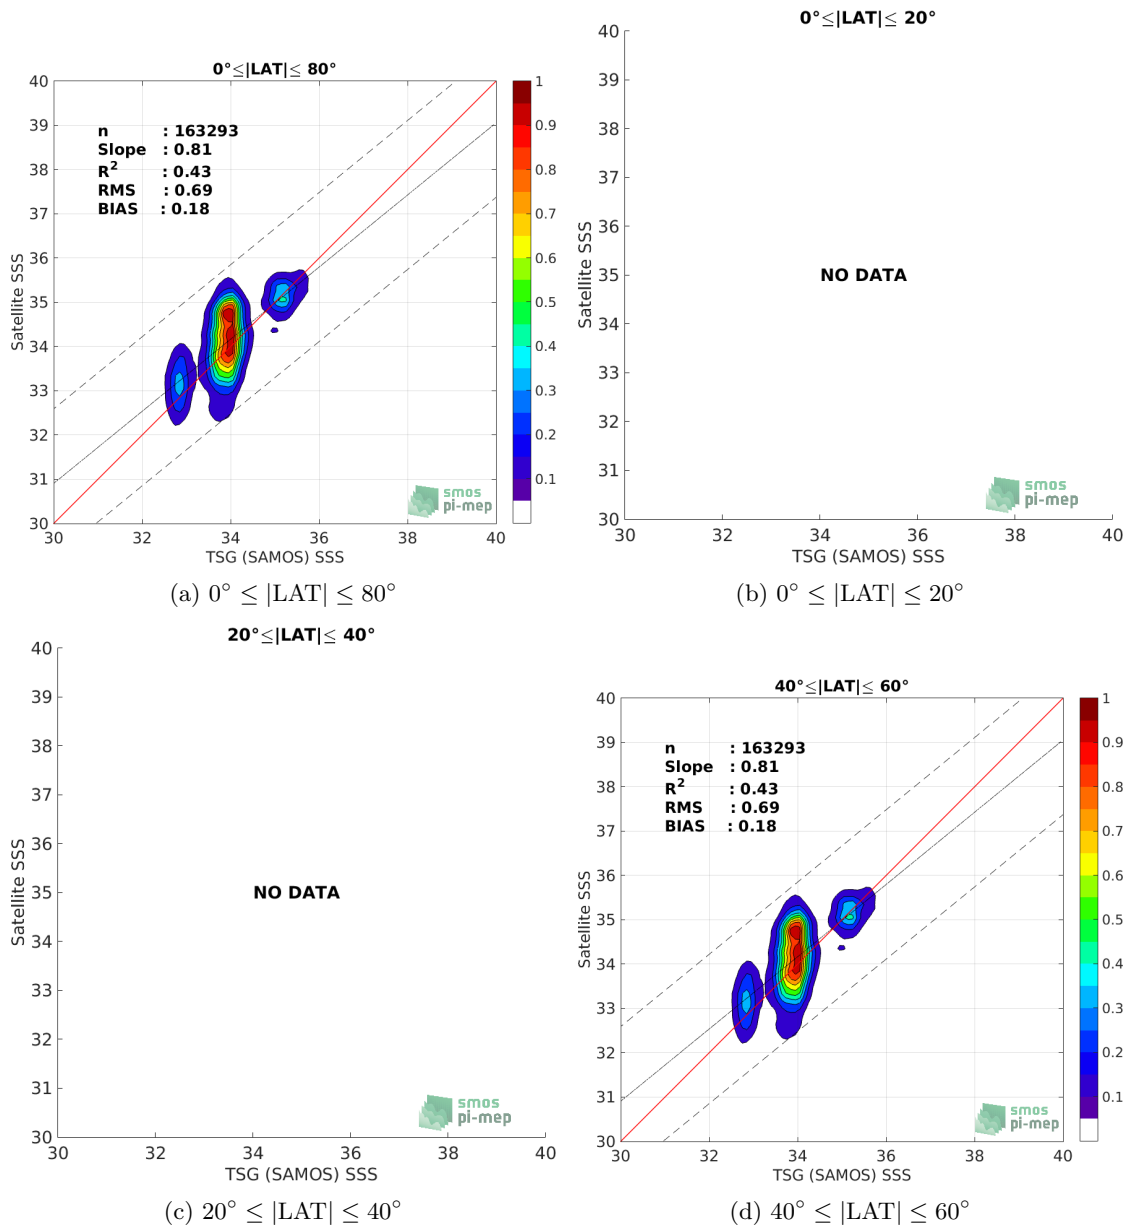 0°≤|LAT|≤ 80°
40
39
38
37
36
35
34
33
32
31
30
Satellite SSS
n : 163293
Slope : 0.81
R² : 0.43
RMS : 0.69
BIAS : 0.18
smos
pi-mep
30 32 34 36 38 40
TSG (SAMOS) SSS
1
0.9
0.8
0.7
0.6
0.5
0.4
0.3
0.2
0.1
(a) 0° ≤ |LAT| ≤ 80°
0°≤|LAT|≤ 20°
40
39
38
37
36
35
34
33
32
31
30
Satellite SSS
NO DATA
smos
pi-mep
30 32 34 36 38 40
TSG (SAMOS) SSS
(b) 0° ≤ |LAT| ≤ 20°
20°≤|LAT|≤ 40°
40
39
38
37
36
35
34
33
32
31
30
Satellite SSS
NO DATA
smos
pi-mep
30 32 34 36 38 40
TSG (SAMOS) SSS
(c) 20° ≤ |LAT| ≤ 40°
40°≤|LAT|≤ 60°
40
39
38
37
36
35
34
33
32
31
30
Satellite SSS
n : 163293
Slope : 0.81
R² : 0.43
RMS : 0.69
BIAS : 0.18
smos
pi-mep
30 32 34 36 38 40
TSG (SAMOS) SSS
1
0.9
0.8
0.7
0.6
0.5
0.4
0.3
0.2
0.1
(d) 40° ≤ |LAT| ≤ 60°